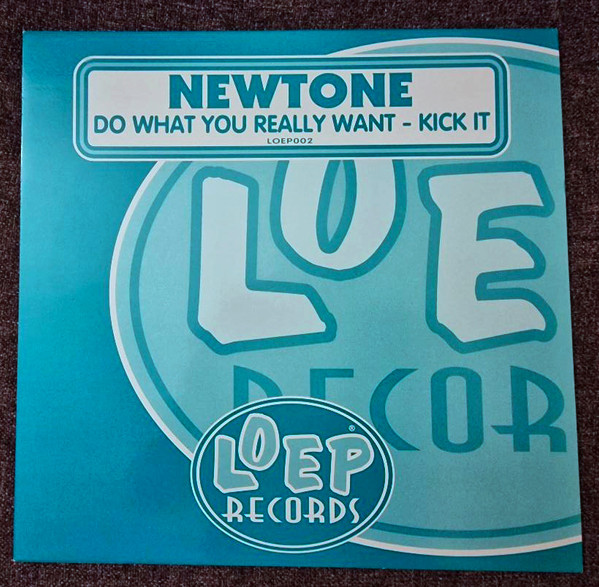 NEWTONE
DO WHAT YOU REALLY WANT - KICK IT
LOEP002
LOE
RECOR
LOEP®
RECORDS